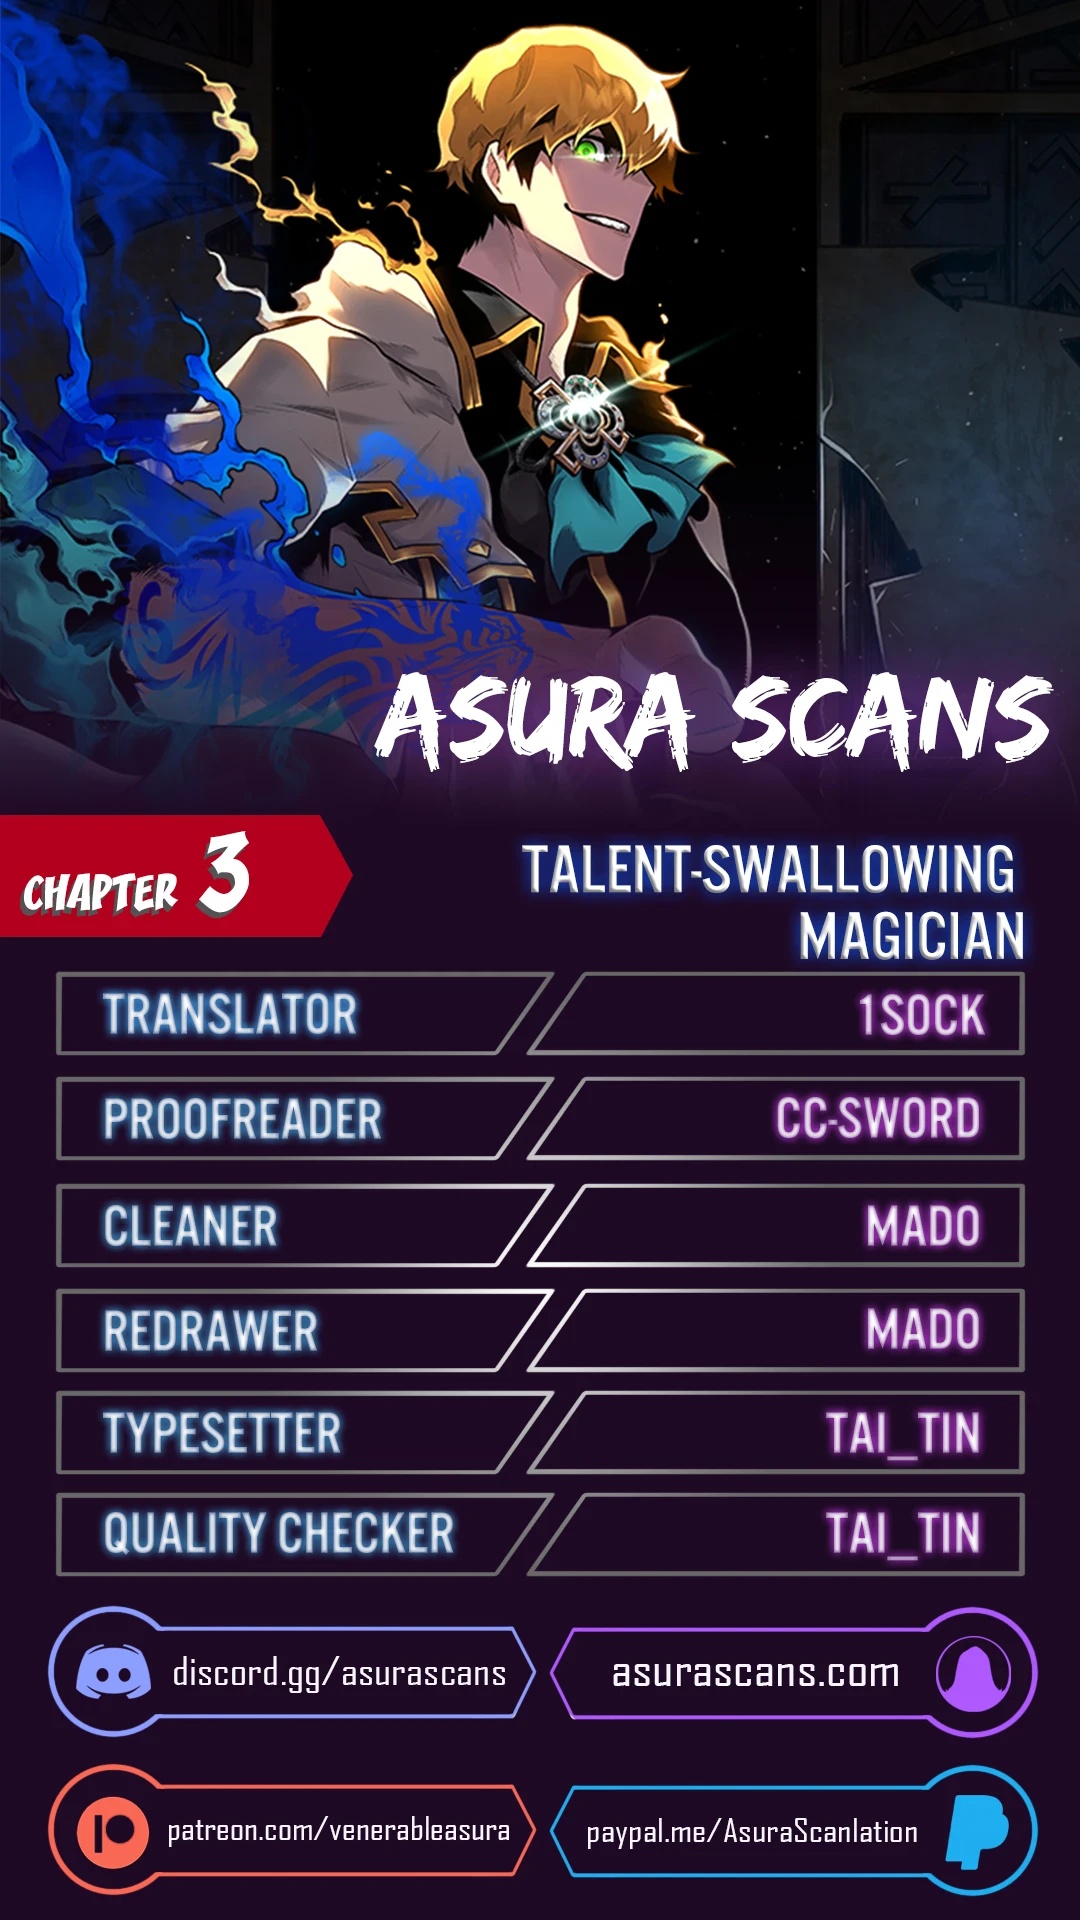 ASURA SCANS
CHAPTER 3
TALENT-SWALLOWING
MAGICIAN
TRANSLATOR 1SOCK
PROOFREADER CC-SWORD
CLEANER MADO
REDRAWER MADO
TYPESETTER TAI_TIN
QUALITY CHECKER TAI_TIN
discord.gg/asurascans asurascans.com
patreon.com/venerableasura paypal.me/AsuraScanlation